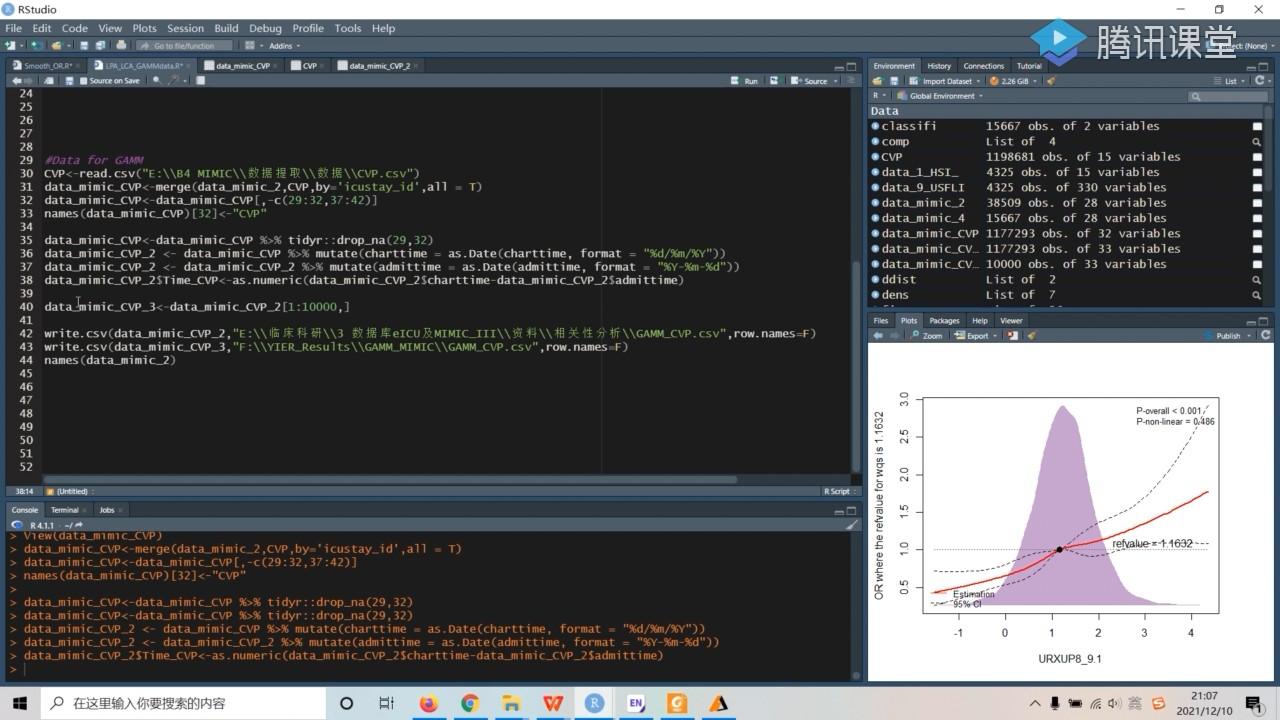 RStudio
File Edit Code View Plots Session Build Debug Profile Tools Help
Go to file/function Addins
腾讯课堂
Smooth_OR.R* LPA_LCA_GAMMdata.R* data_mimic_CVP CVP data_mimic_CVP_2
Source on Save Run Source
24
25
26
27
28
29 #Data for GAMM
30 CVP<-read.csv("E:\\B4 MIMIC\\数据提取\\数据\\CVP.csv")
31 data_mimic_CVP<-merge(data_mimic_2,CVP,by='icustay_id',all = T)
32 data_mimic_CVP<-data_mimic_CVP[,-c(29:32,37:42)]
33 names(data_mimic_CVP)[32]<-"CVP"
34
35 data_mimic_CVP<-data_mimic_CVP %>% tidyr::drop_na(29,32)
36 data_mimic_CVP_2 <- data_mimic_CVP %>% mutate(charttime = as.Date(charttime, format = "%d/%m/%Y"))
37 data_mimic_CVP_2 <- data_mimic_CVP_2 %>% mutate(admittime = as.Date(admittime, format = "%Y-%m-%d"))
38 data_mimic_CVP_2$Time_CVP<-as.numeric(data_mimic_CVP_2$charttime-data_mimic_CVP_2$admittime)
39
40 data_mimic_CVP_3<-data_mimic_CVP_2[1:10000,]
41
42 write.csv(data_mimic_CVP_2,"E:\\临床科研\\3 数据库eICU及MIMIC_III\\资料\\相关性分析\\GAMM_CVP.csv",row.names=F)
43 write.csv(data_mimic_CVP_3,"F:\\YIER_Results\\GAMM_MIMIC\\GAMM_CVP.csv",row.names=F)
44 names(data_mimic_2)
45
46
47
48
49
50
51
52
38:14 (Untitled) R Script
Console Terminal Jobs
R 4.1.1 · ~/
> View(data_mimic_CVP)
> data_mimic_CVP<-merge(data_mimic_2,CVP,by='icustay_id',all = T)
> data_mimic_CVP<-data_mimic_CVP[,-c(29:32,37:42)]
> names(data_mimic_CVP)[32]<-"CVP"
>
> data_mimic_CVP<-data_mimic_CVP %>% tidyr::drop_na(29,32)
> data_mimic_CVP<-data_mimic_CVP %>% tidyr::drop_na(29,32)
> data_mimic_CVP_2 <- data_mimic_CVP %>% mutate(charttime = as.Date(charttime, format = "%d/%m/%Y"))
> data_mimic_CVP_2 <- data_mimic_CVP_2 %>% mutate(admittime = as.Date(admittime, format = "%Y-%m-%d"))
> data_mimic_CVP_2$Time_CVP<-as.numeric(data_mimic_CVP_2$charttime-data_mimic_CVP_2$admittime)
>
Environment History Connections Tutorial
Import Dataset 2.26 GiB List
R Global Environment
Data
classifi 15667 obs. of 2 variables
comp List of 4
CVP 1198681 obs. of 15 variables
data_1_HSI_ 4325 obs. of 15 variables
data_9_USFLI 4325 obs. of 330 variables
data_mimic_2 38509 obs. of 28 variables
data_mimic_4 15667 obs. of 28 variables
data_mimic_CVP 1177293 obs. of 32 variables
data_mimic_CV… 1177293 obs. of 33 variables
data_mimic_CV… 10000 obs. of 33 variables
ddist List of 2
dens List of 7
Files Plots Packages Help Viewer
Zoom Export Publish
OR where the refvalue for wqs is 1.1632
3.0
2.5
2.0
1.5
1.0
0.5
P-overall < 0.001
P-non-linear = 0.486
refvalue = 1.1632
Estimation
95% CI
-1 0 1 2 3 4
URXUP8_9.1
在这里输入你要搜索的内容
EN
英
21:07
2021/12/10
1